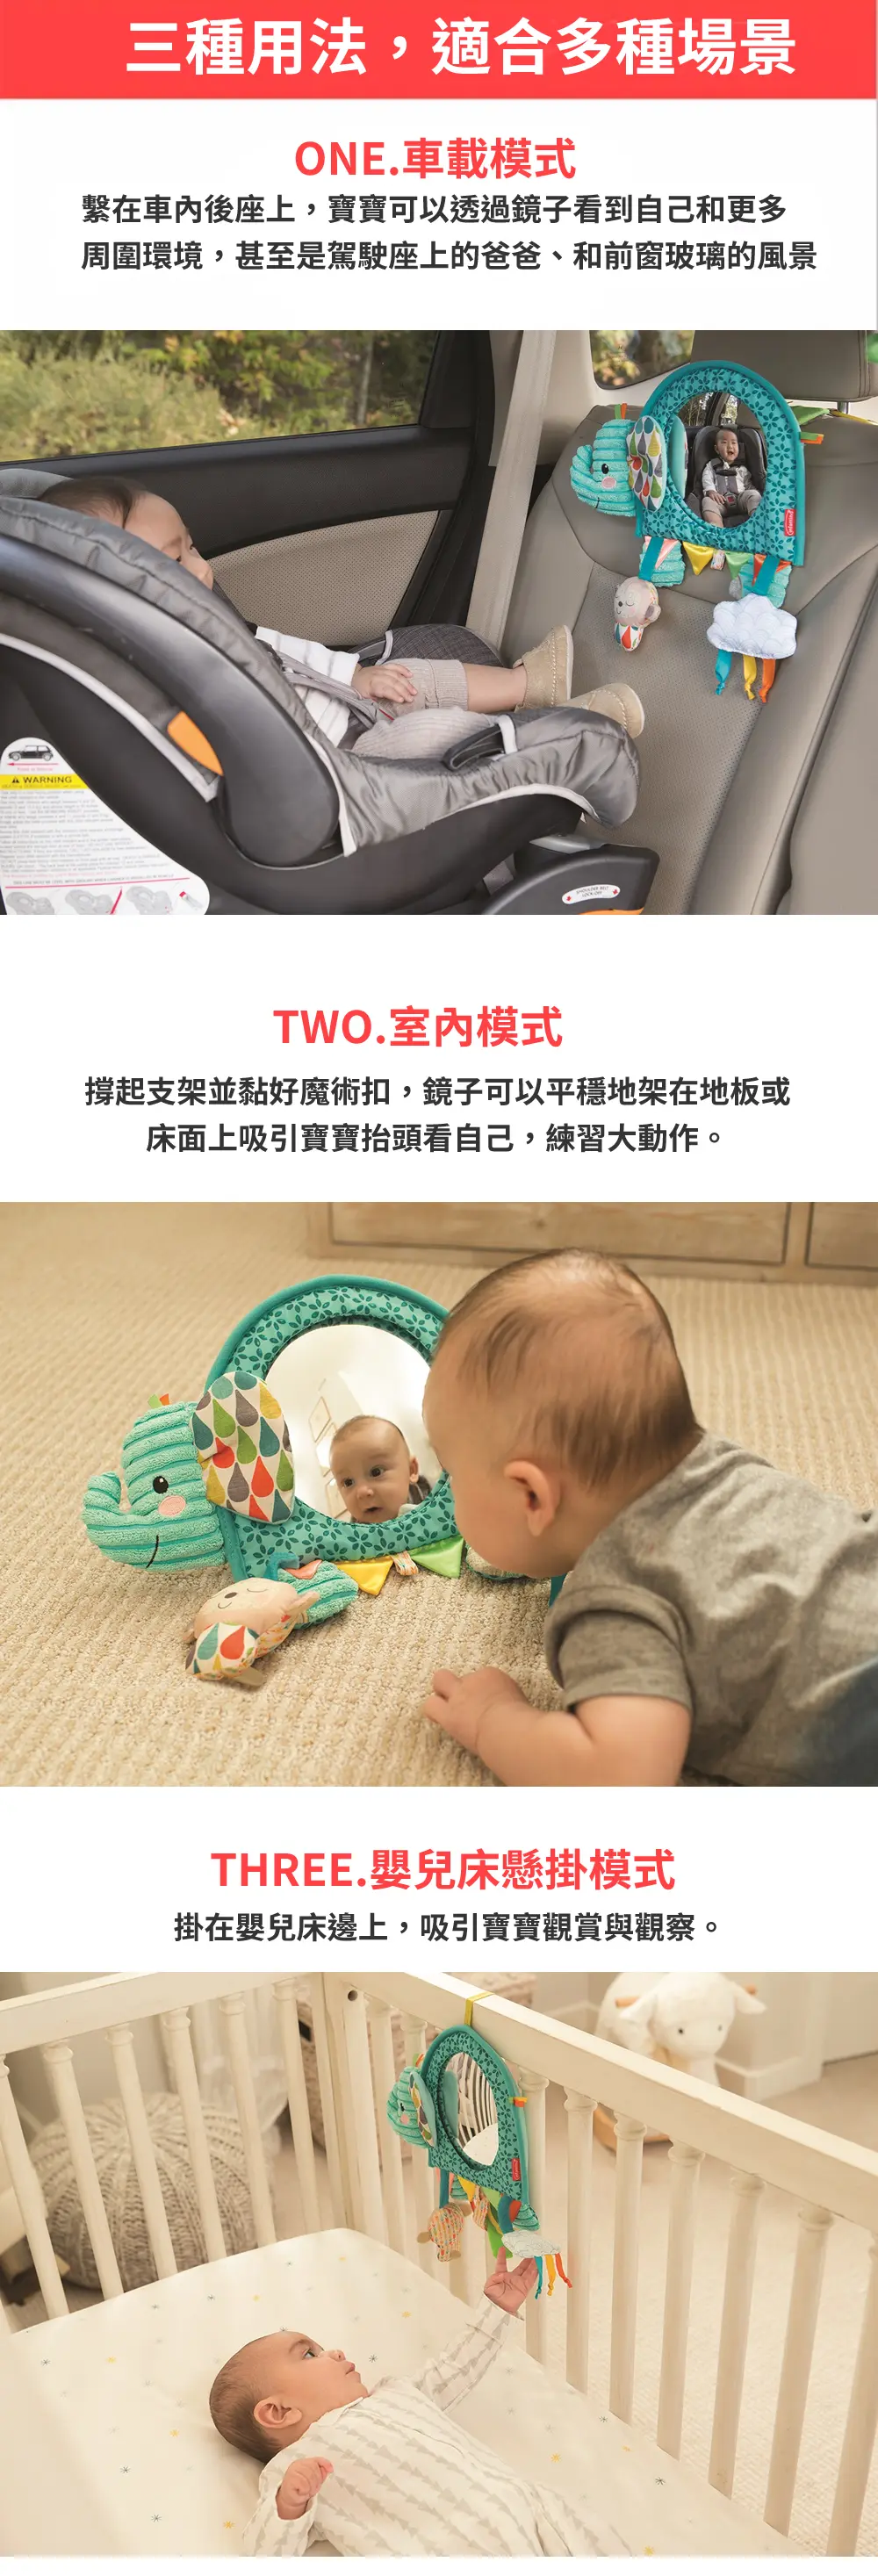 三種用法，適合多種場景
ONE.車載模式
繫在車內後座上，寶寶可以透過鏡子看到自己和更多
周圍環境，甚至是駕駛座上的爸爸、和前窗玻璃的風景
WARNING
SHOULDER BELT
LOCK-OFF
TWO.室內模式
撐起支架並黏好魔術扣，鏡子可以平穩地架在地板或
床面上吸引寶寶抬頭看自己，練習大動作。
THREE.嬰兒床懸掛模式
掛在嬰兒床邊上，吸引寶寶觀賞與觀察。